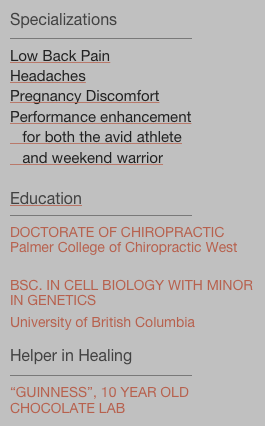 Specializations
Low Back Pain
Headaches
Pregnancy Discomfort
Performance enhancement
for both the avid athlete
and weekend warrior
Education
DOCTORATE OF CHIROPRACTIC
Palmer College of Chiropractic West
BSC. IN CELL BIOLOGY WITH MINOR
IN GENETICS
University of British Columbia
Helper in Healing
“GUINNESS”, 10 YEAR OLD
CHOCOLATE LAB